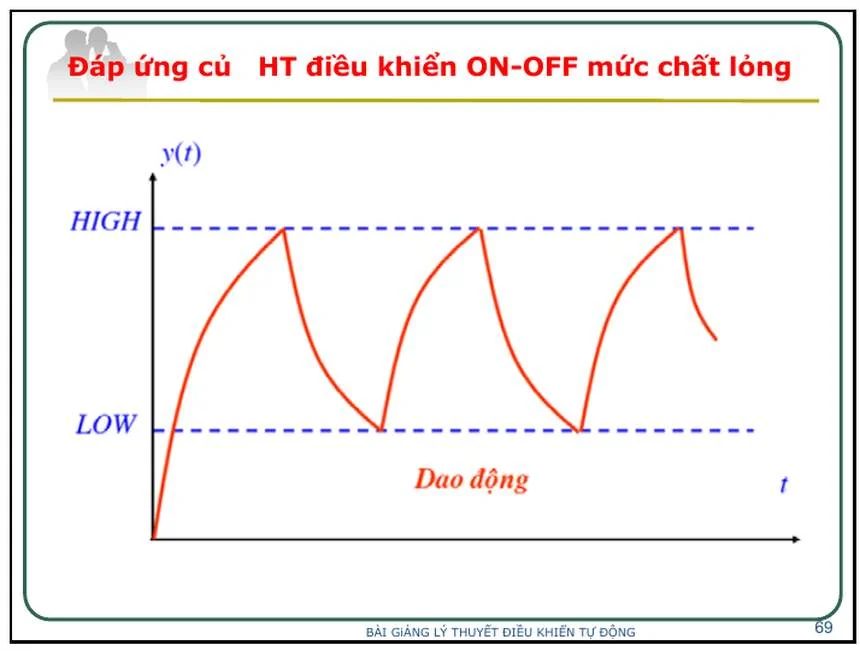 Đáp ứng củ HT điều khiển ON-OFF mức chất lỏng
y(t)
HIGH
LOW
Dao động
t
BÀI GiẢNG LÝ THUYẾT ĐIỀU KHIỂN TỰ ĐỘNG
69